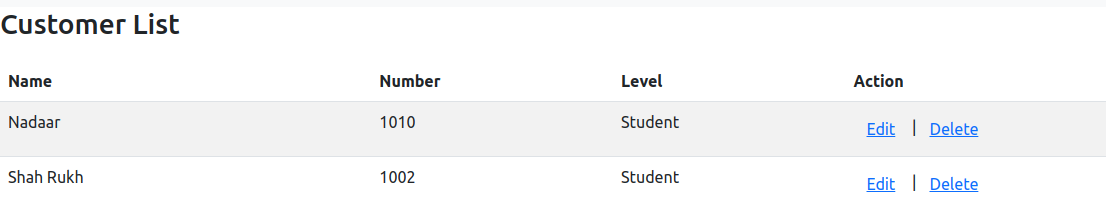 Customer List
Name Number Level Action
Nadaar 1010 Student Edit | Delete
Shah Rukh 1002 Student Edit | Delete